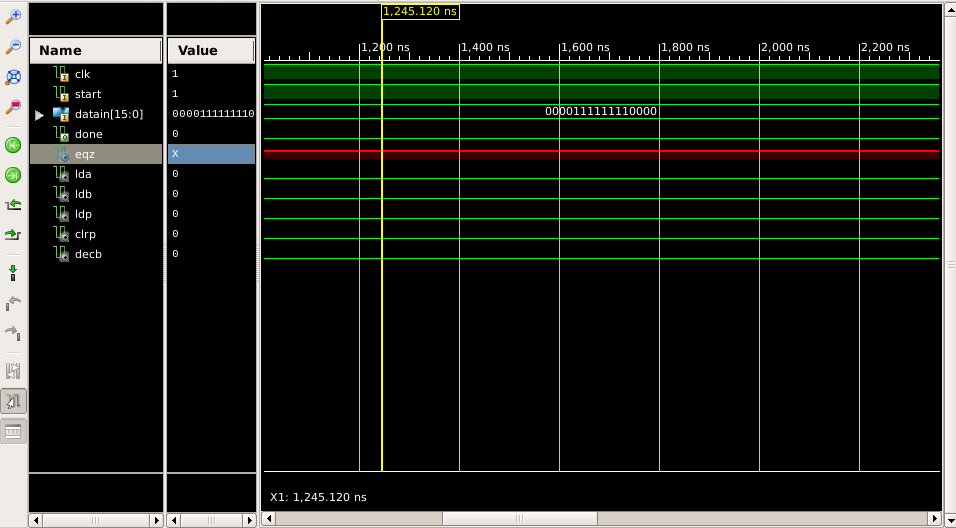 1,245.120 ns
Name Value
1,200 ns 1,400 ns 1,600 ns 1,800 ns 2,000 ns 2,200 ns
clk 1
start 1
datain[15:0] 0000111111110 0000111111110000
done 0
eqz X
lda 0
ldb 0
ldp 0
clrp 0
decb 0
X1: 1,245.120 ns